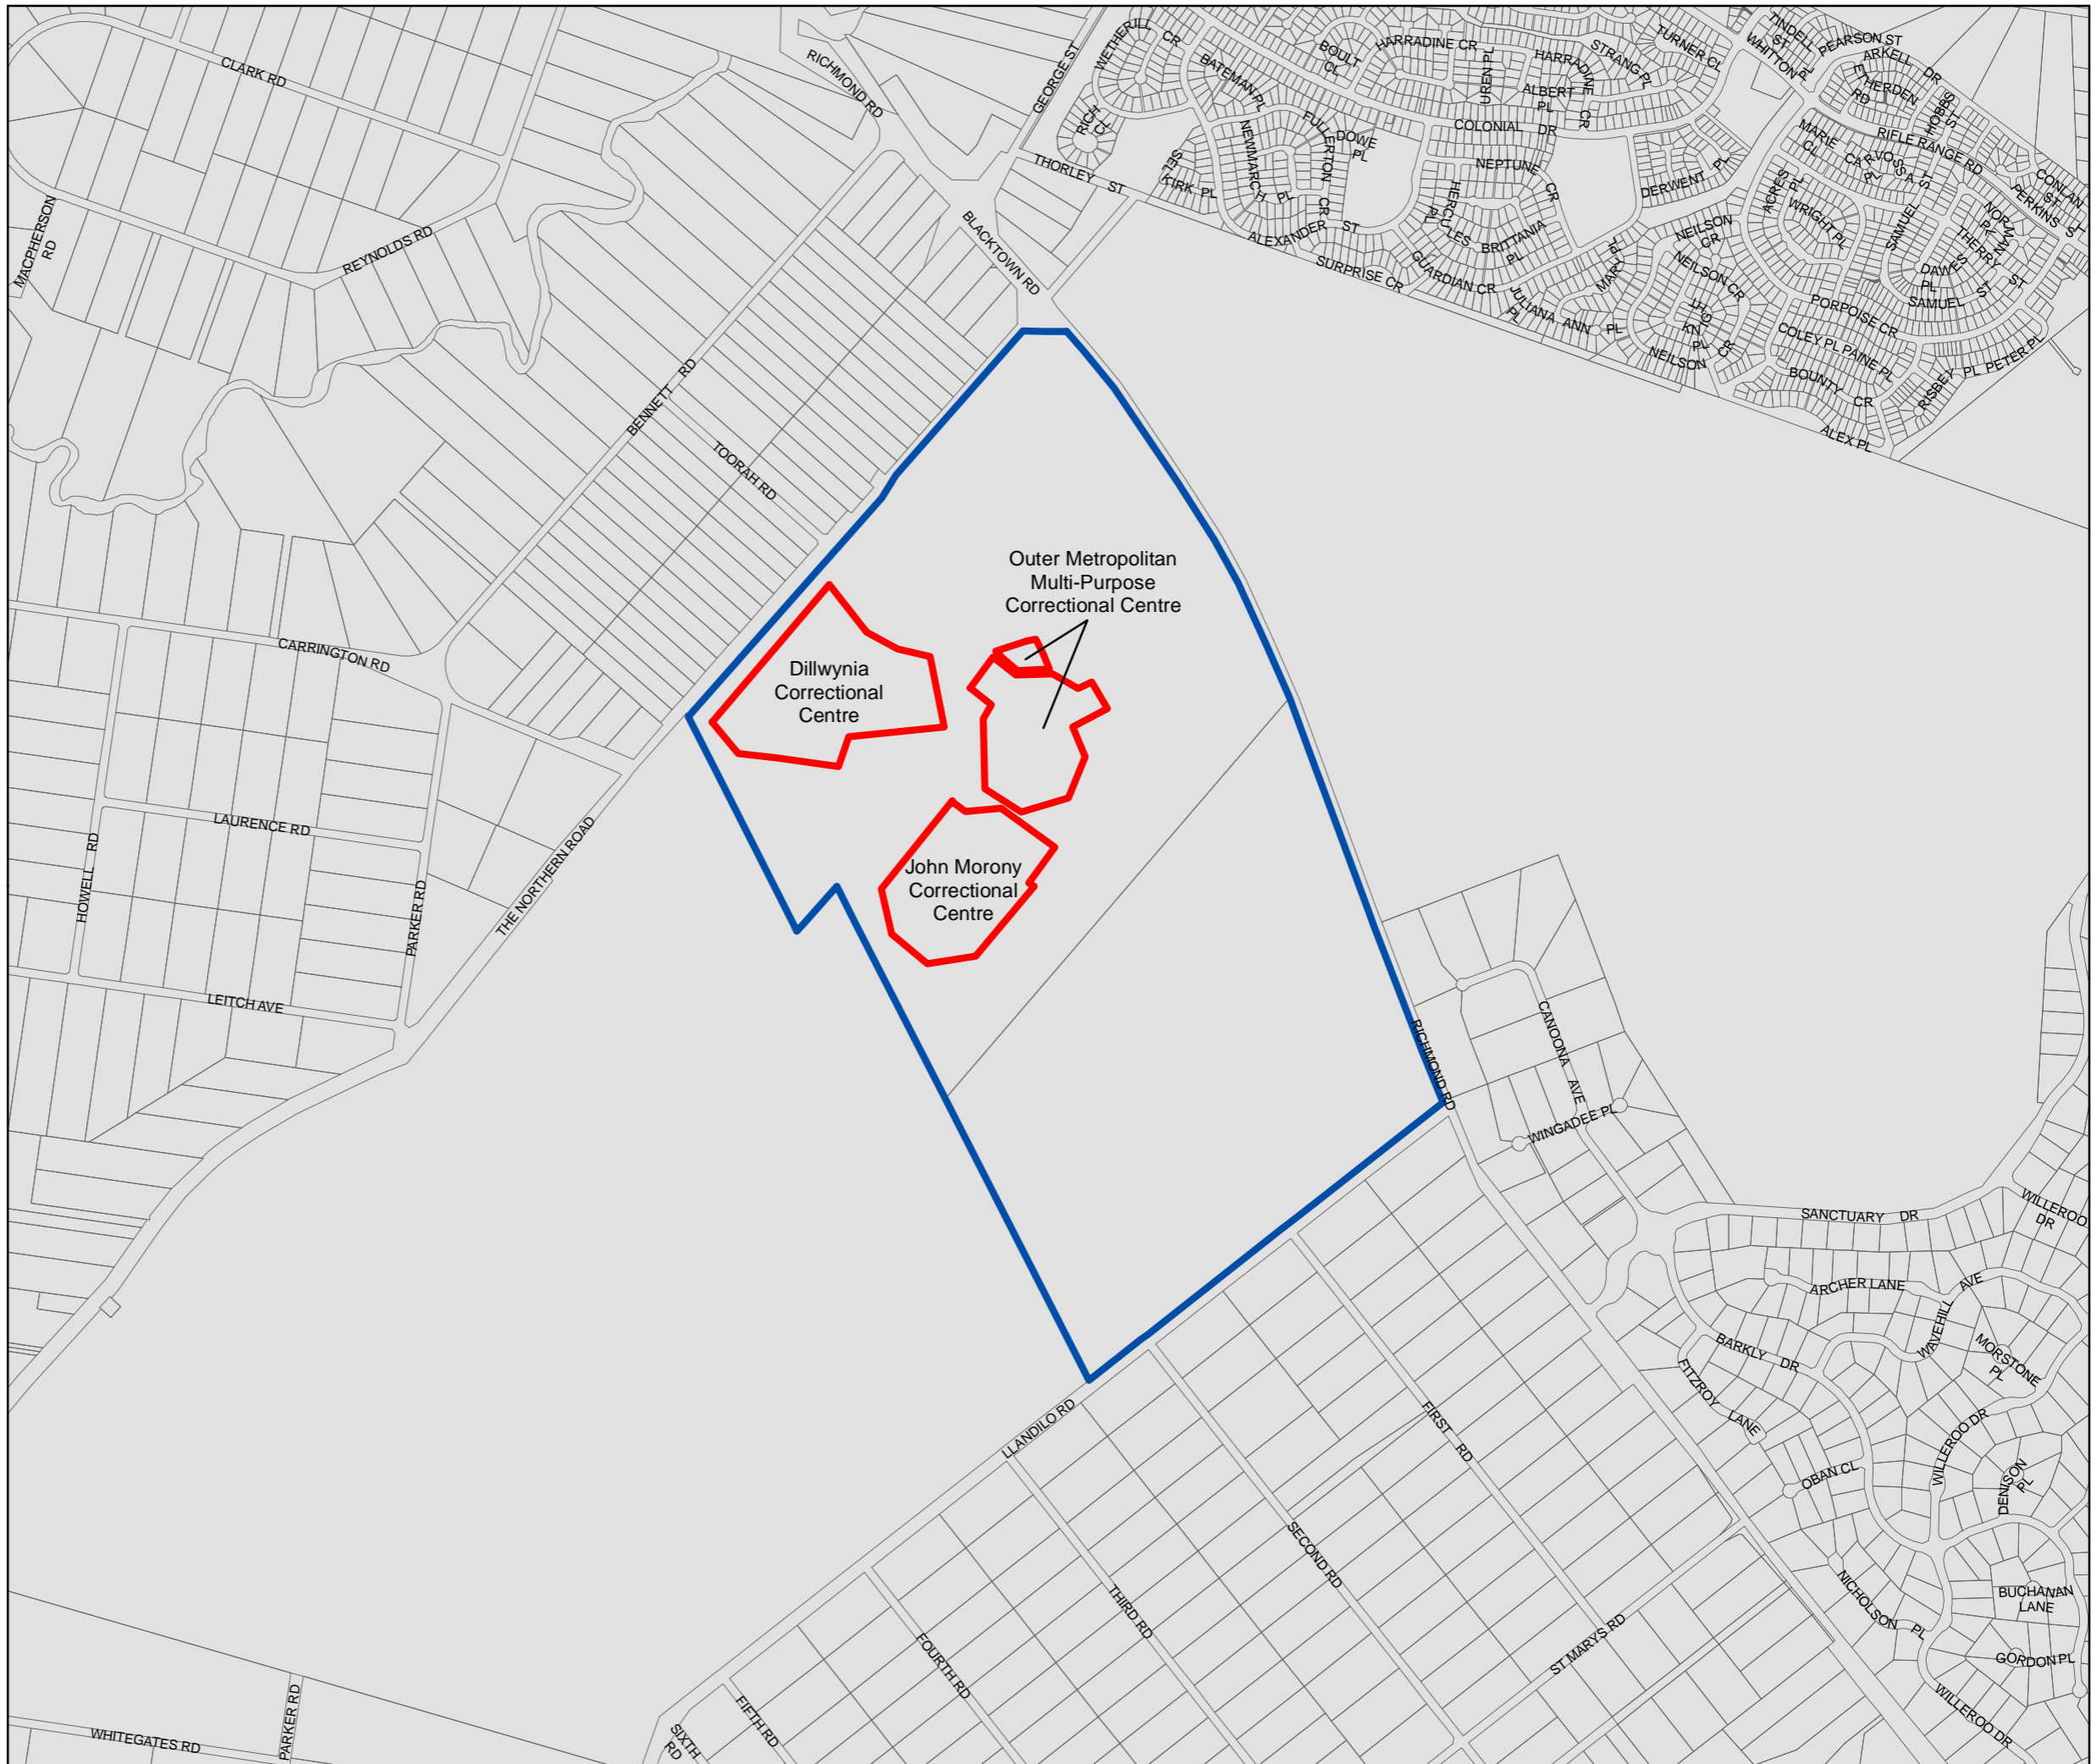 CLARK RD
RICHMOND RD
GEORGE ST
WETHERILL CR
BATEMAN PL
BOULT
CL
HARRADINE CR
UREN PL
HARRADINE CR
STRANG PL
ALBERT
PL
TURNER CL
TINDELL
ST
WHITTON PL
PEARSON ST
ARKELL DR
ETHERDEN
RD
HOBBS
ST
RICH
CL
THORLEY ST
SELKIRK PL
NEWMARCH PL
FULLERTON CR
DOWE
PL
COLONIAL DR
NEPTUNE CR
DERWENT PL
MARIE
CL
RIFLE RANGE RD
CONLAN
ST
PERKINS ST
ACRES
PL
WRIGHT PL
SAMUEL
NORMAN
PL
THERRY ST
DAWES
PL
SAMUEL ST
MACPHERSON
RD
REYNOLDS RD
BLACKTOWN RD
ALEXANDER ST
SURPRISE CR
HERCULES
PL
BRITTANIA
PL
GUARDIAN CR
JULIANA
PL
ANN PL
MARY PL
NEILSON
CR
NEILSON CR
KNIGHT
PL
NEILSON CR
PORPOISE CR
COLEY PL
PAINE PL
BOUNTY CR
RISBEY PL
PETER PL
ALEX PL
BENNETT RD
TOORAH RD
Outer Metropolitan
Multi-Purpose
Correctional Centre
CARRINGTON RD
Dillwynia
Correctional
Centre
LAURENCE RD
HOWELL RD
PARKER RD
THE NORTHERN ROAD
John Morony
Correctional
Centre
LEITCH AVE
RICHMOND RD
CANOONA AVE
WINGADEE PL
SANCTUARY DR
WILLEROO
DR
ARCHER LANE
WAVEHILL AVE
BARKLY DR
MORSTONE
PL
FITZROY LANE
LLANDILO RD
FIRST RD
WILLEROO DR
OBAN CL
DENISON
PL
SECOND RD
THIRD RD
FOURTH RD
FIFTH RD
SIXTH
RD
ST MARYS RD
NICHOLSON PL
BUCHANAN
LANE
GORDON PL
WILLEROO DR
PARKER RD
WHITEGATES RD